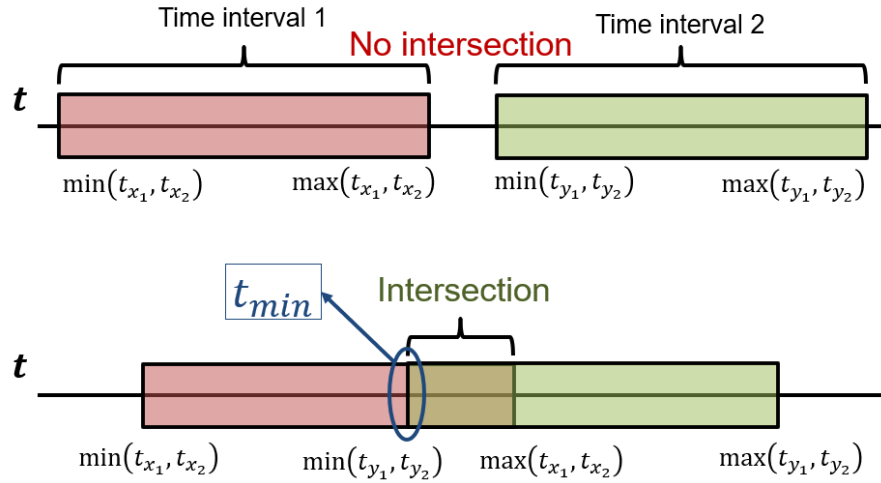 Time interval 1
No intersection
Time interval 2
t
min(t_{x_1}, t_{x_2})
max(t_{x_1}, t_{x_2})
min(t_{y_1}, t_{y_2})
max(t_{y_1}, t_{y_2})
t_{min}
Intersection
t
min(t_{x_1}, t_{x_2})
min(t_{y_1}, t_{y_2})
max(t_{x_1}, t_{x_2})
max(t_{y_1}, t_{y_2})